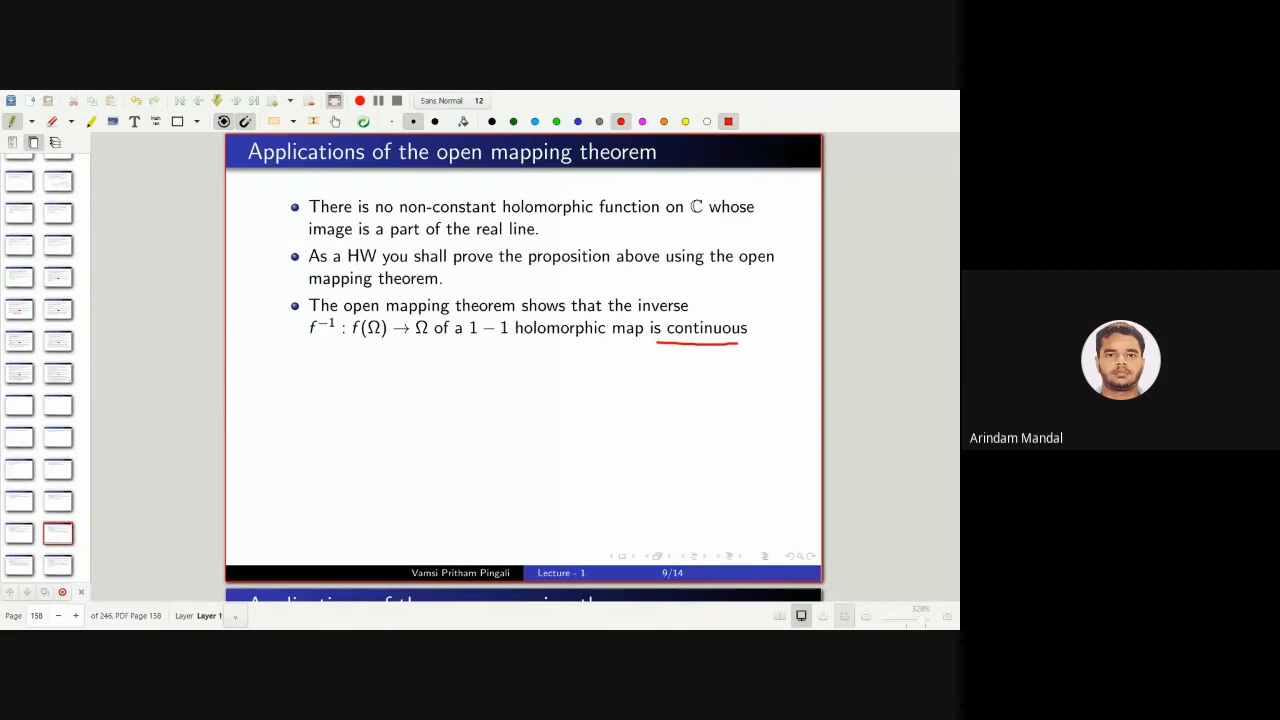 Sans Normal 12
Applications of the open mapping theorem
There is no non-constant holomorphic function on ℂ whose
image is a part of the real line.
As a HW you shall prove the proposition above using the open
mapping theorem.
The open mapping theorem shows that the inverse
f⁻¹ : f(Ω) → Ω of a 1 − 1 holomorphic map is continuous
Vamsi Pritham Pingali Lecture - 1 9/14
Page 158 of 246, PDF Page 158 Layer Layer 1
328%
Arindam Mandal